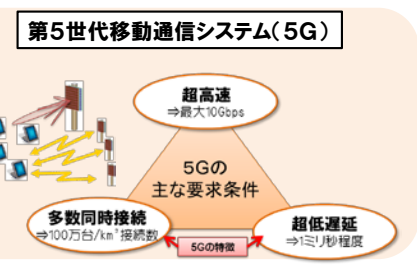 第5世代移動通信システム(5G)
超高速
⇒最大10Gbps
5Gの
主な要求条件
多数同時接続
⇒100万台/km²接続数
超低遅延
⇒1ミリ秒程度
5Gの特徴